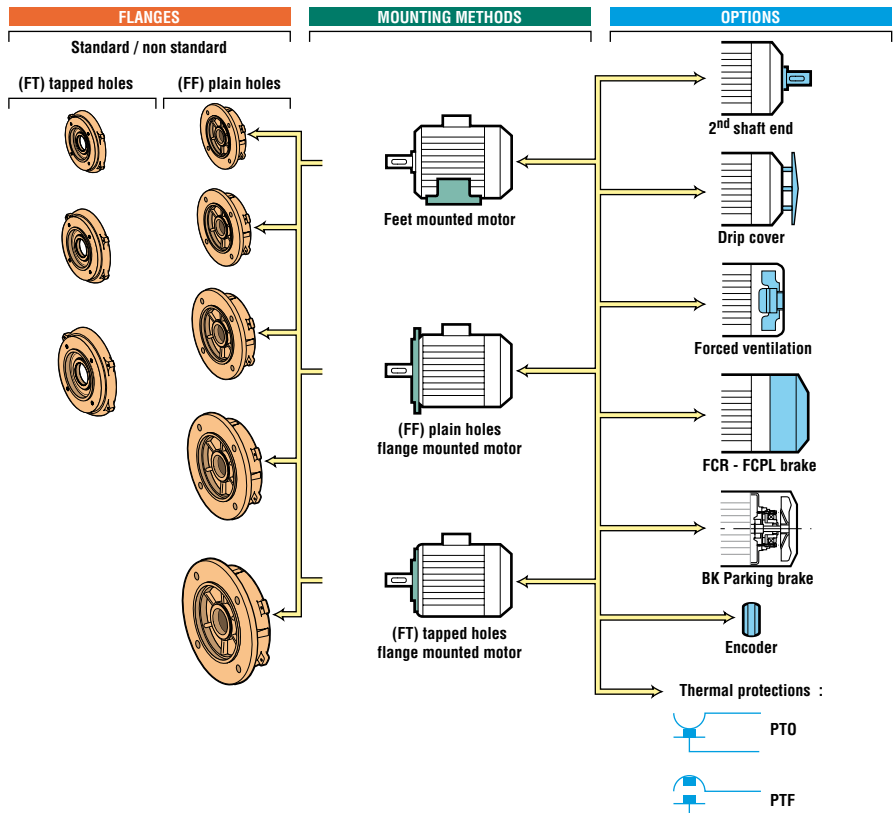 FLANGES
Standard / non standard
(FT) tapped holes
(FF) plain holes
MOUNTING METHODS
Feet mounted motor
(FF) plain holes
flange mounted motor
(FT) tapped holes
flange mounted motor
OPTIONS
2nd shaft end
Drip cover
Forced ventilation
FCR - FCPL brake
BK Parking brake
Encoder
Thermal protections :
PTO
PTF